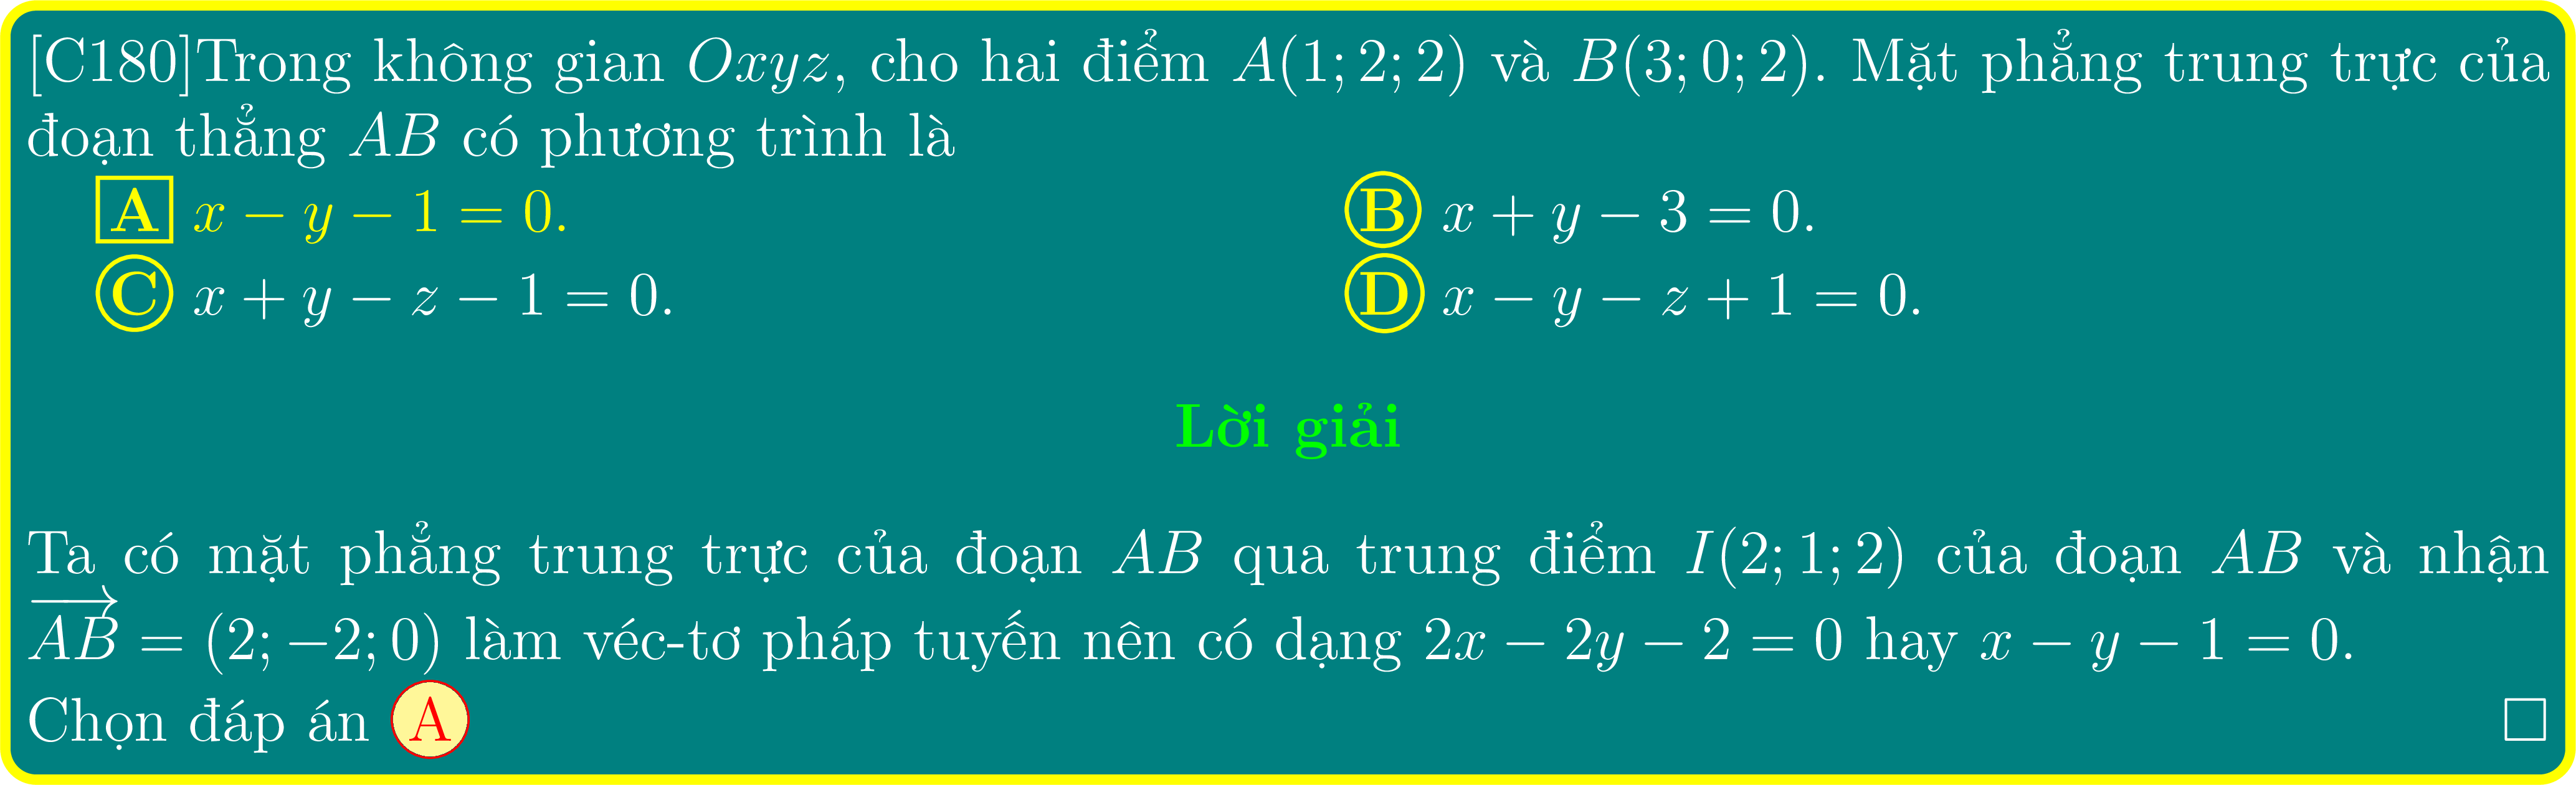 [C180]Trong không gian Oxyz, cho hai điểm A(1; 2; 2) và B(3; 0; 2). Mặt phẳng trung trực của
đoạn thẳng AB có phương trình là
A x − y − 1 = 0. B x + y − 3 = 0.
C x + y − z − 1 = 0. D x − y − z + 1 = 0.
Lời giải
Ta có mặt phẳng trung trực của đoạn AB qua trung điểm I(2; 1; 2) của đoạn AB và nhận
\overrightarrow{AB} = (2; −2; 0) làm véc-tơ pháp tuyến nên có dạng 2x − 2y − 2 = 0 hay x − y − 1 = 0.
Chọn đáp án A □